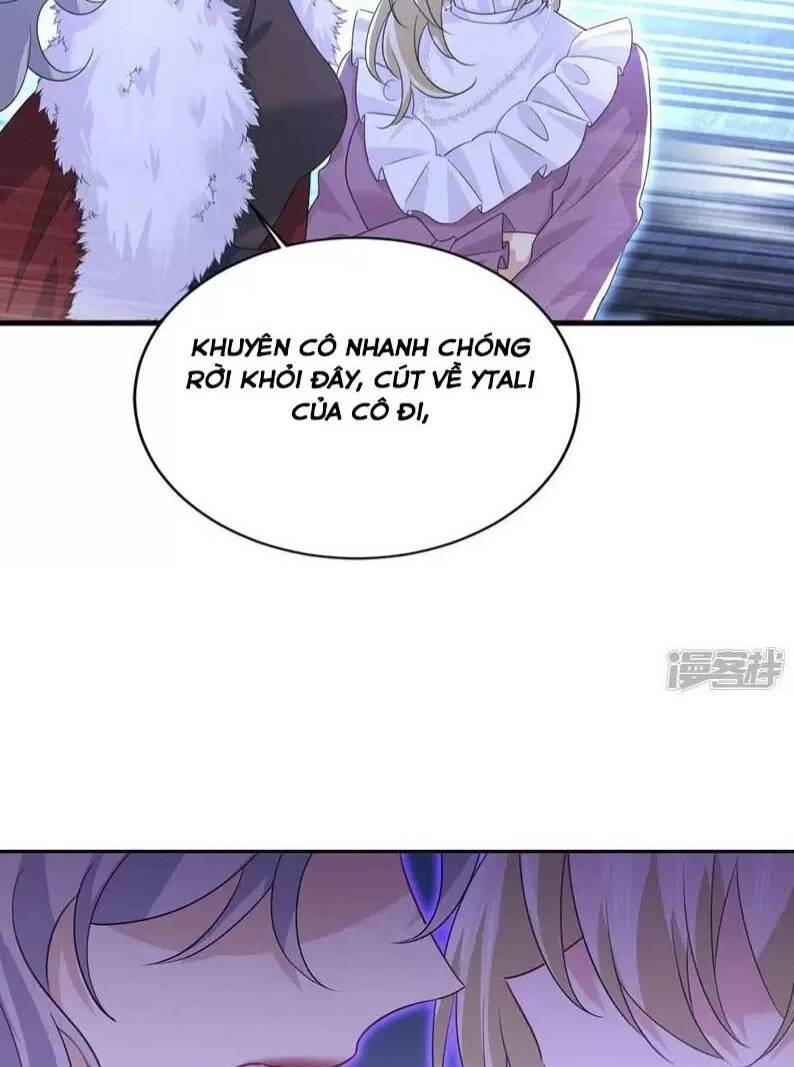 KHUYÊN CÔ NHANH CHÓNG
RỜI KHỎI ĐÂY, CÚT VỀ YTALI
CỦA CÔ ĐI,
漫客栈